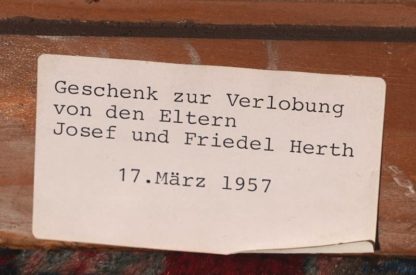 Geschenk zur Verlobung
von den Eltern
Josef und Friedel Herth
17.März 1957